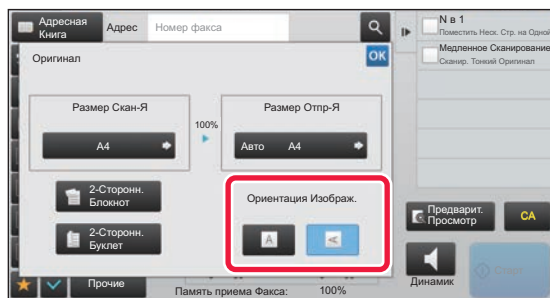 Адресная
Книга
Адрес
Номер факса
N в 1
Поместить Неск. Стр. на Одной
Медленное Сканирование
Сканир. Тонкий Оригинал
Оригинал
OK
Размер Скан-Я
100%
Размер Отпр-Я
A4
Авто A4
2-Сторонн.
Блокнот
Ориентация Изображ.
2-Сторонн.
Буклет
A
A
Предварит.
Просмотр
CA
Прочие
Память приема Факса: 100%
Динамик
Старт